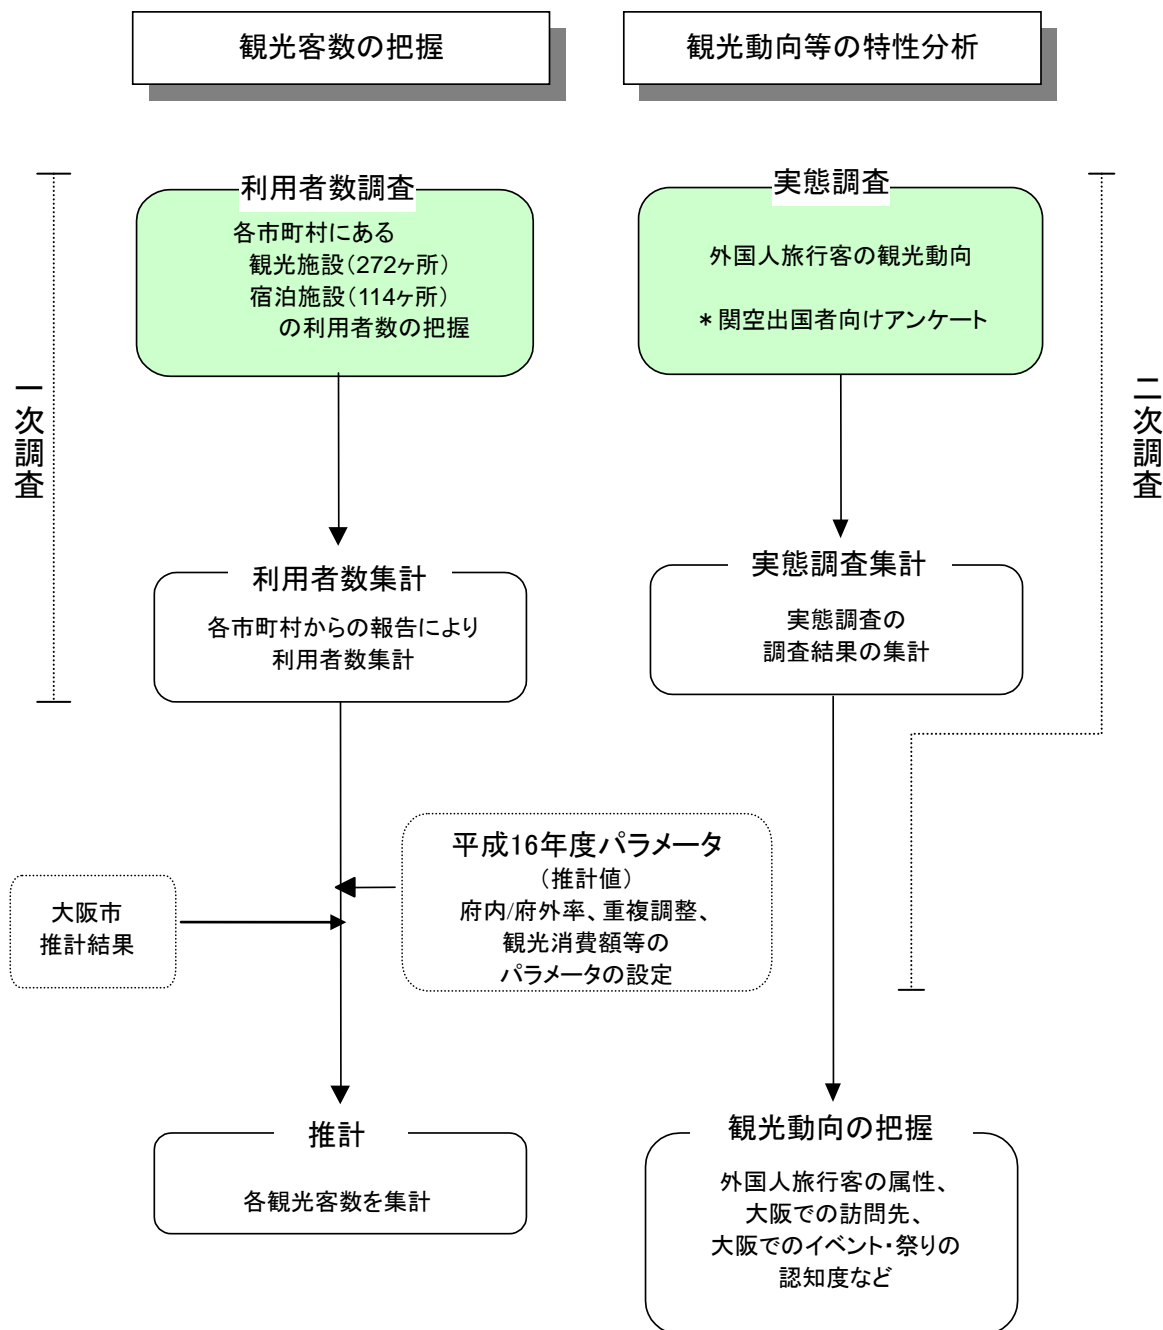 観光客数の把握
観光動向等の特性分析
一次調査
利用者数調査
各市町村にある
観光施設(272ヶ所)
宿泊施設(114ヶ所)
の利用者数の把握
利用者数集計
各市町村からの報告により
利用者数集計
大阪市
推計結果
平成16年度パラメータ
(推計値)
府内/府外率、重複調整、
観光消費額等の
パラメータの設定
推計
各観光客数を集計
実態調査
外国人旅行客の観光動向
*関空出国者向けアンケート
二次調査
実態調査集計
実態調査の
調査結果の集計
観光動向の把握
外国人旅行客の属性、
大阪での訪問先、
大阪でのイベント・祭りの
認知度など